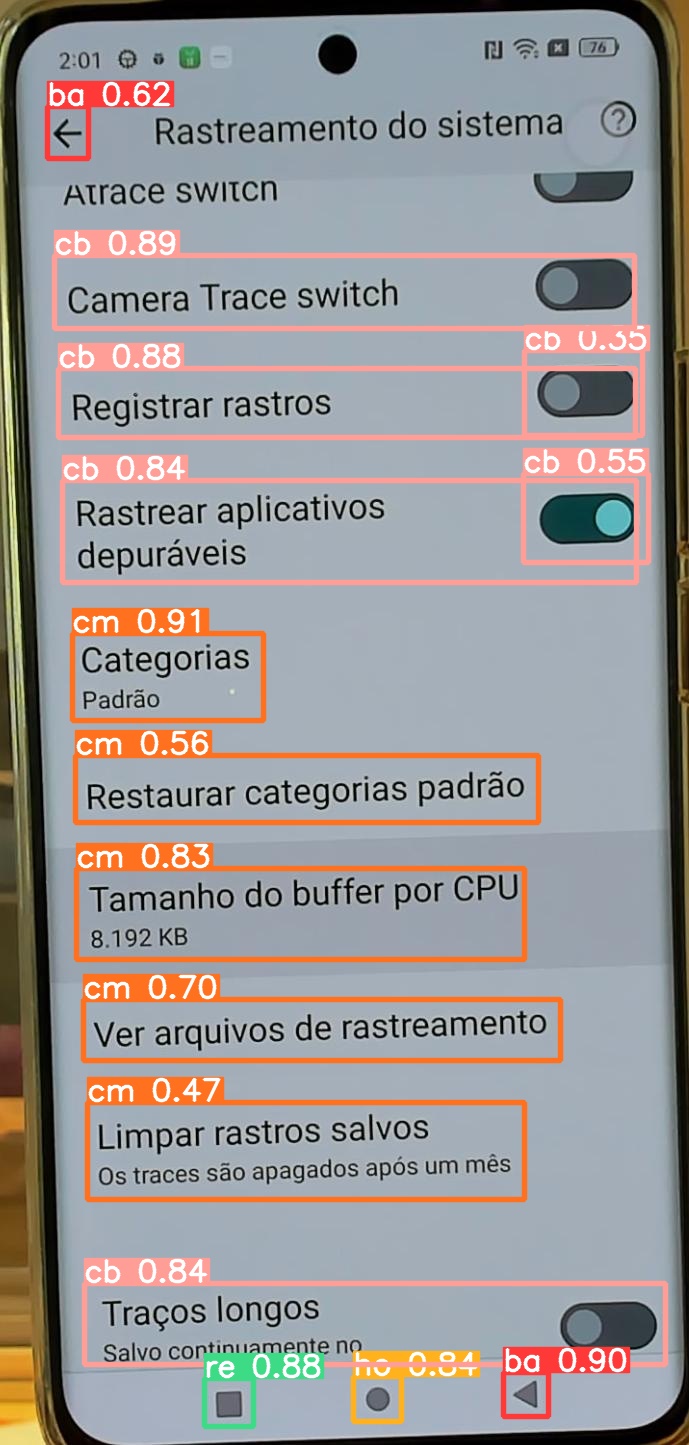 2:01
76
ba 0.62
Rastreamento do sistema
?
Atrace switch
cb 0.89
Camera Trace switch
cb 0.35
cb 0.88
Registrar rastros
cb 0.84
cb 0.55
Rastrear aplicativos
depuráveis
cm 0.91
Categorias
Padrão
cm 0.56
Restaurar categorias padrão
cm 0.83
Tamanho do buffer por CPU
8.192 KB
cm 0.70
Ver arquivos de rastreamento
cm 0.47
Limpar rastros salvos
Os traces são apagados após um mês
cb 0.84
Traços longos
Salvo continuamente no
re 0.88
ho 0.84
ba 0.90